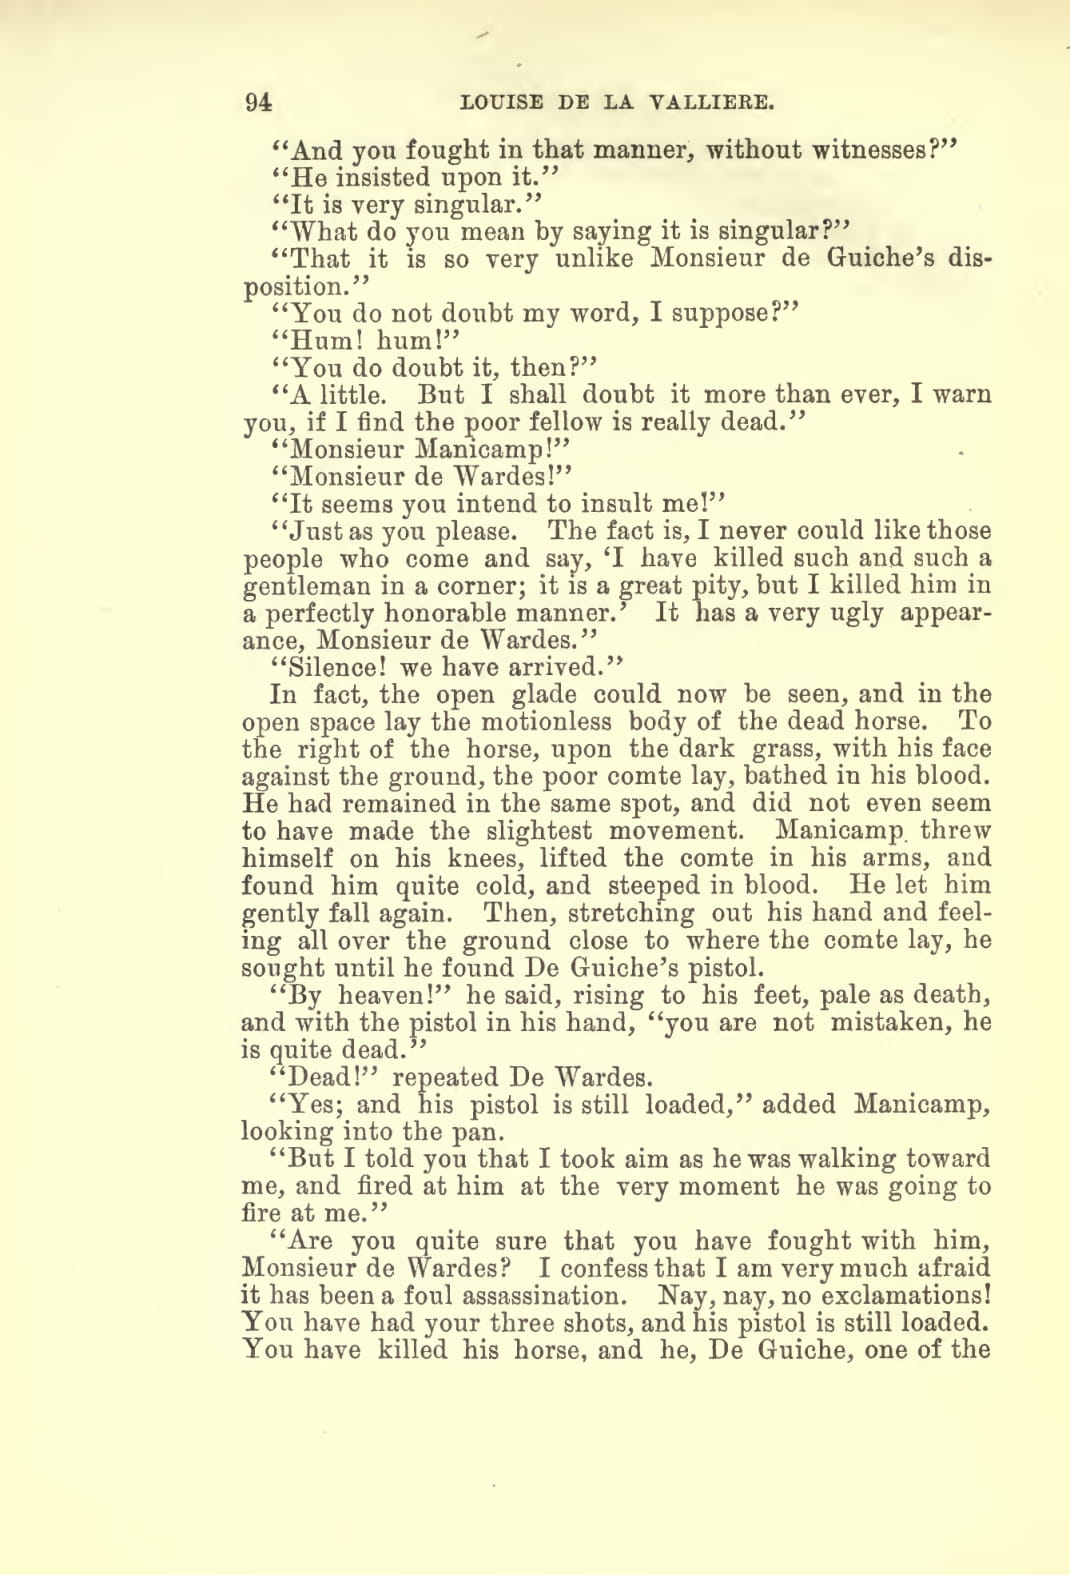 94 LOUISE DE LA VALLIERE.
“And you fought in that manner, without witnesses?”
“He insisted upon it.”
“It is very singular.”
“What do you mean by saying it is singular?”
“That it is so very unlike Monsieur de Guiche’s dis-
position.”
“You do not doubt my word, I suppose?”
“Hum! hum!”
“You do doubt it, then?”
“A little. But I shall doubt it more than ever, I warn
you, if I find the poor fellow is really dead.”
“Monsieur Manicamp!”
“Monsieur de Wardes!”
“It seems you intend to insult me!”
“Just as you please. The fact is, I never could like those
people who come and say, ‘I have killed such and such a
gentleman in a corner; it is a great pity, but I killed him in
a perfectly honorable manner.’ It has a very ugly appear-
ance, Monsieur de Wardes.”
“Silence! we have arrived.”
In fact, the open glade could now be seen, and in the
open space lay the motionless body of the dead horse. To
the right of the horse, upon the dark grass, with his face
against the ground, the poor comte lay, bathed in his blood.
He had remained in the same spot, and did not even seem
to have made the slightest movement. Manicamp threw
himself on his knees, lifted the comte in his arms, and
found him quite cold, and steeped in blood. He let him
gently fall again. Then, stretching out his hand and feel-
ing all over the ground close to where the comte lay, he
sought until he found De Guiche’s pistol.
“By heaven!” he said, rising to his feet, pale as death,
and with the pistol in his hand, “you are not mistaken, he
is quite dead.”
“Dead!” repeated De Wardes.
“Yes; and his pistol is still loaded,” added Manicamp,
looking into the pan.
“But I told you that I took aim as he was walking toward
me, and fired at him at the very moment he was going to
fire at me.”
“Are you quite sure that you have fought with him,
Monsieur de Wardes? I confess that I am very much afraid
it has been a foul assassination. Nay, nay, no exclamations!
You have had your three shots, and his pistol is still loaded.
You have killed his horse, and he, De Guiche, one of the